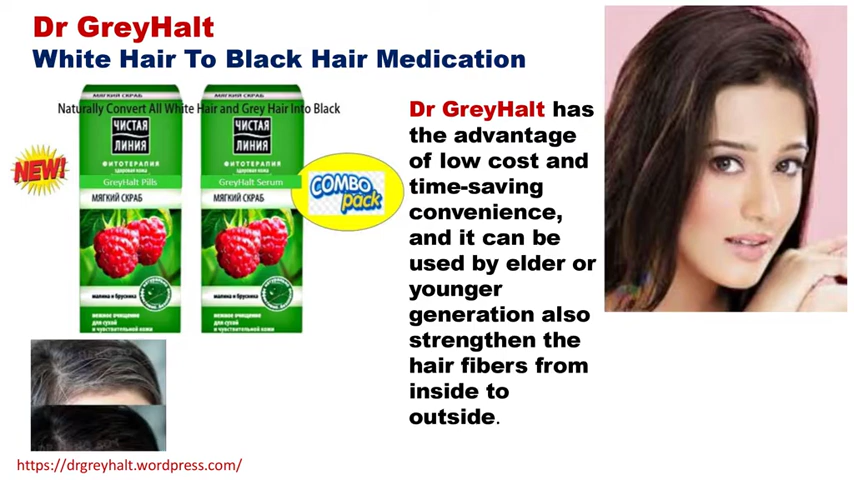 Dr GreyHalt
White Hair To Black Hair Medication
МЯГКИЙ СКРАБ
МЯГКИЙ СКРАБ
Naturally Convert All White Hair and Grey Hair Into Black
ЧИСТАЯ
ЛИНИЯ
ФИТОТЕРАПИЯ
здоровая кожа
GreyHalt Pills
МЯГКИЙ СКРАБ
малина и брусника
нежное очищение
для сухой
и чувствительной кожи
ЧИСТАЯ
ЛИНИЯ
ФИТОТЕРАПИЯ
здоровая кожа
GreyHalt Serum
МЯГКИЙ СКРАБ
малина и брусника
нежное очищение
для сухой
и чувствительной кожи
NEW!
COMBO
pack
Dr GreyHalt has
the advantage
of low cost and
time-saving
convenience,
and it can be
used by elder or
younger
generation also
strengthen the
hair fibers from
inside to
outside.
https://drgreyhalt.wordpress.com/